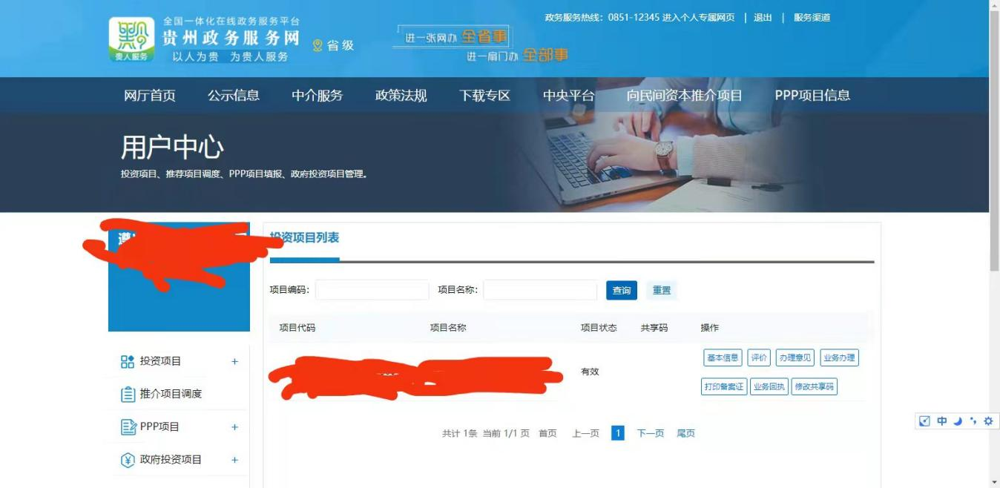 全国一体化在线政务服务平台
贵州政务服务网
以人为贵 为贵人服务
贵人服务
省级
进一张网办 全省事
进一扇门办 全部事
政务服务热线：0851-12345 进入个人专属网页 | 退出 | 服务渠道
网厅首页 公示信息 中介服务 政策法规 下载专区 中央平台 向民间资本推介项目 PPP项目信息
用户中心
投资项目、推荐项目调度、PPP项目填报、政府投资项目管理。
投资项目列表
项目编码： 项目名称： 查询 重置
项目代码 项目名称 项目状态 共享码 操作
有效
基本信息 评价 办理意见 业务办理
打印备案证 业务回执 修改共享码
共计 1条 当前 1/1 页 首页 上一页 1 下一页 尾页
投资项目 +
推介项目调度
PPP项目 +
政府投资项目 +
中